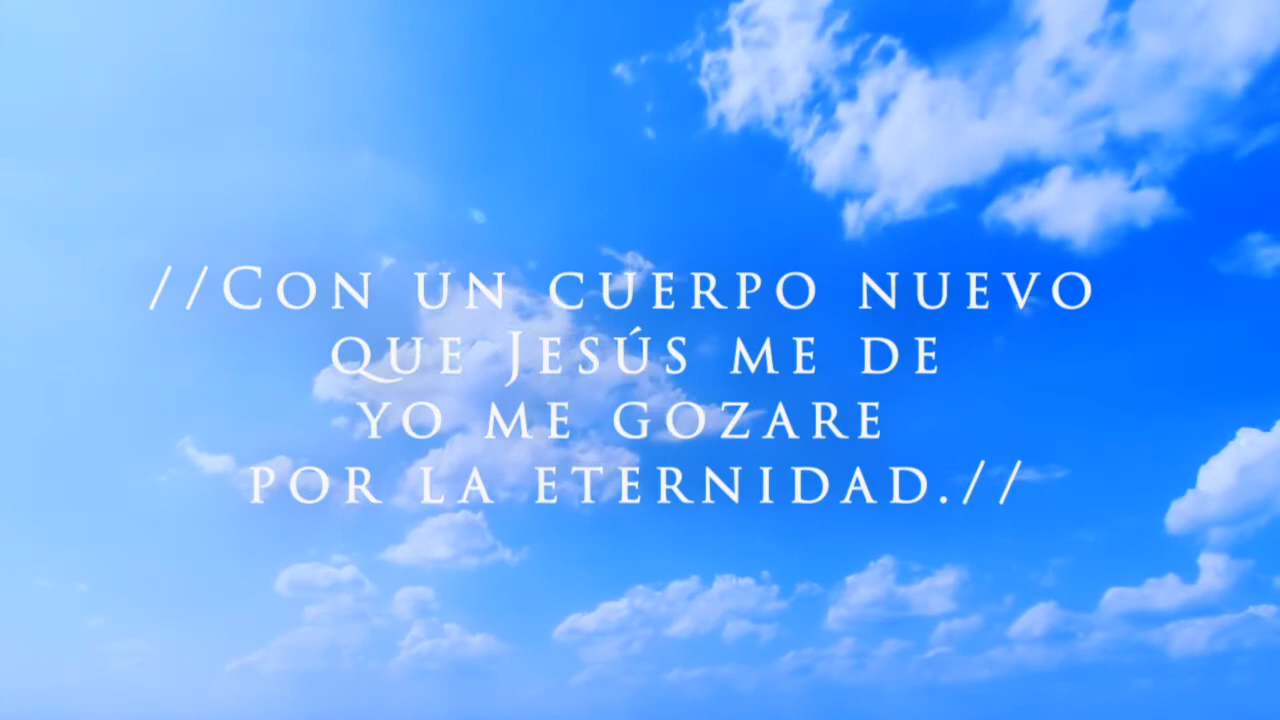 //Con un cuerpo nuevo
que Jesús me de
yo me gozare
por la eternidad.//